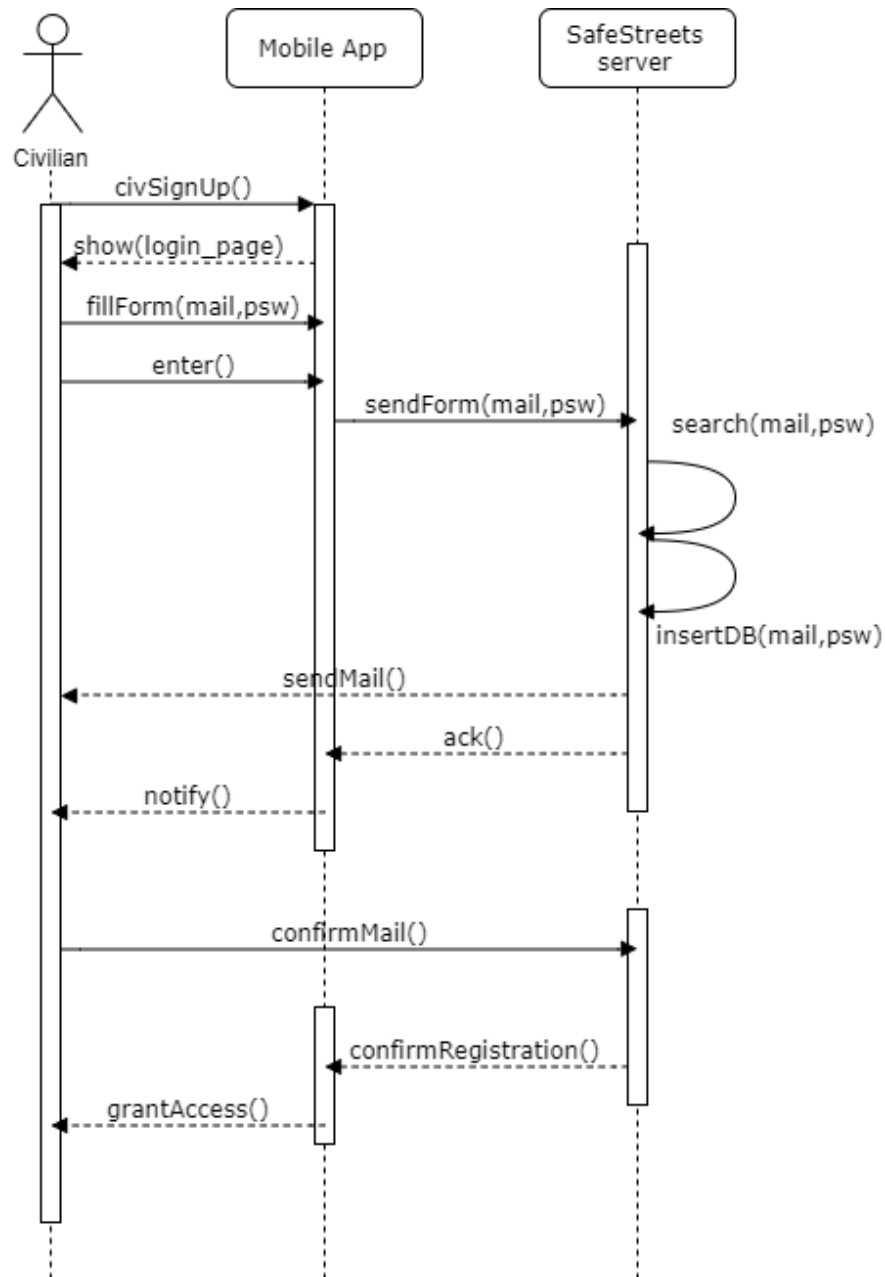 Mobile App
SafeStreets
server
Civilian
civSignUp()
show(login_page)
fillForm(mail,psw)
enter()
sendForm(mail,psw)
search(mail,psw)
insertDB(mail,psw)
sendMail()
ack()
notify()
confirmMail()
confirmRegistration()
grantAccess()